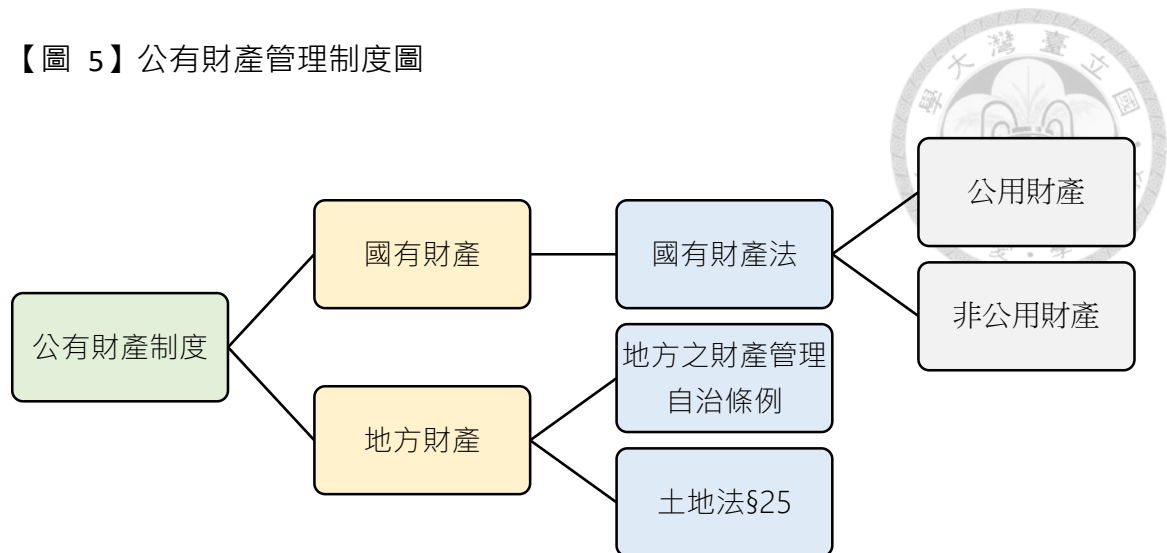 【圖 5】公有財產管理制度圖
公有財產制度
國有財產
地方財產
國有財產法
地方之財產管理
自治條例
土地法§25
公用財產
非公用財產